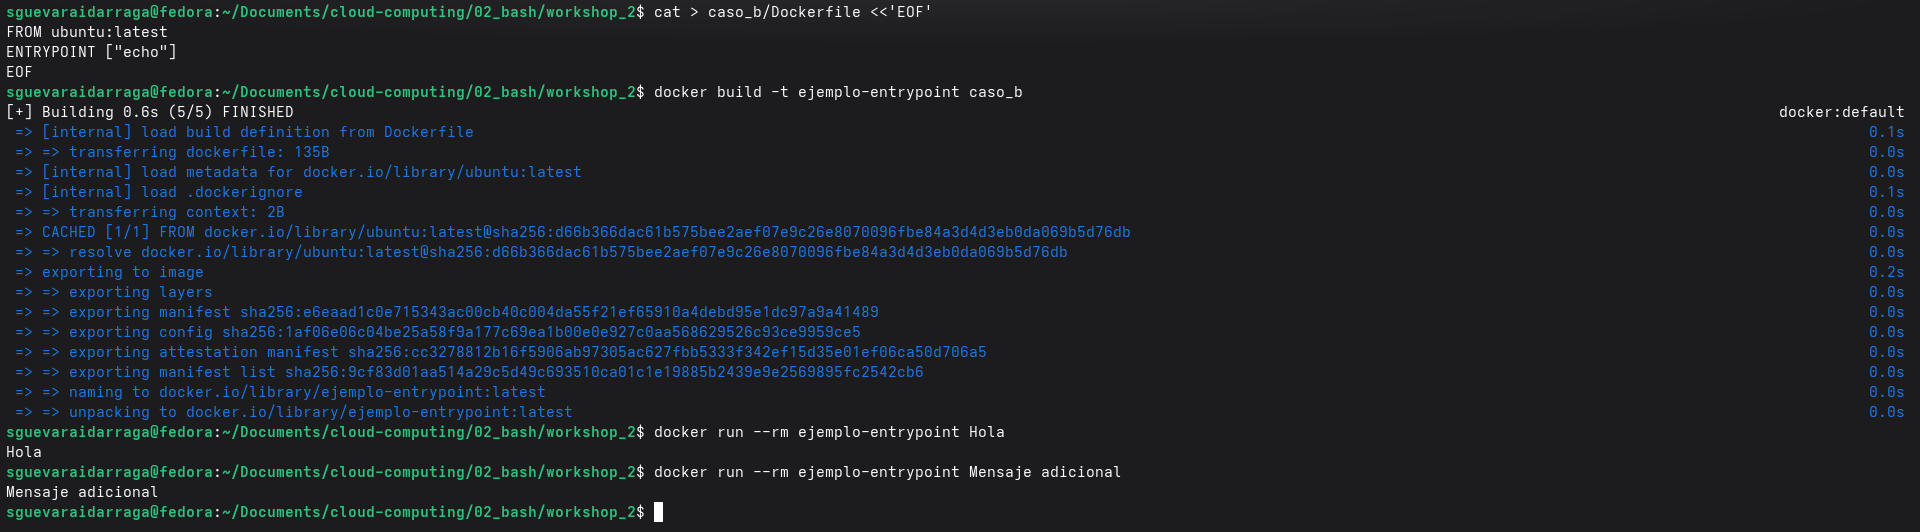 sguevaraidarraga@fedora:~/Documents/cloud-computing/02_bash/workshop_2$ cat > caso_b/Dockerfile <<'EOF'
FROM ubuntu:latest
ENTRYPOINT ["echo"]
EOF
sguevaraidarraga@fedora:~/Documents/cloud-computing/02_bash/workshop_2$ docker build -t ejemplo-entrypoint caso_b
[+] Building 0.6s (5/5) FINISHED docker:default
=> [internal] load build definition from Dockerfile 0.1s
=> => transferring dockerfile: 135B 0.0s
=> [internal] load metadata for docker.io/library/ubuntu:latest 0.0s
=> [internal] load .dockerignore 0.1s
=> => transferring context: 2B 0.0s
=> CACHED [1/1] FROM docker.io/library/ubuntu:latest@sha256:d66b366dac61b575bee2aef07e9c26e8070096fbe84a3d4d3eb0da069b5d76db 0.0s
=> => resolve docker.io/library/ubuntu:latest@sha256:d66b366dac61b575bee2aef07e9c26e8070096fbe84a3d4d3eb0da069b5d76db 0.0s
=> exporting to image 0.2s
=> => exporting layers 0.0s
=> => exporting manifest sha256:e6eaad1c0e715343ac00cb40c004da55f21ef65910a4debd95e1dc97a9a41489 0.0s
=> => exporting config sha256:1af06e06c04be25a58f9a177c69ea1b00e0e927c0aa568629526c93ce9959ce5 0.0s
=> => exporting attestation manifest sha256:cc3278812b16f5906ab97305ac627fbb5333f342ef15d35e01ef06ca50d706a5 0.0s
=> => exporting manifest list sha256:9cf83d01aa514a29c5d49c693510ca01c1e19885b2439e9e2569895fc2542cb6 0.0s
=> => naming to docker.io/library/ejemplo-entrypoint:latest 0.0s
=> => unpacking to docker.io/library/ejemplo-entrypoint:latest 0.0s
sguevaraidarraga@fedora:~/Documents/cloud-computing/02_bash/workshop_2$ docker run --rm ejemplo-entrypoint Hola
Hola
sguevaraidarraga@fedora:~/Documents/cloud-computing/02_bash/workshop_2$ docker run --rm ejemplo-entrypoint Mensaje adicional
Mensaje adicional
sguevaraidarraga@fedora:~/Documents/cloud-computing/02_bash/workshop_2$